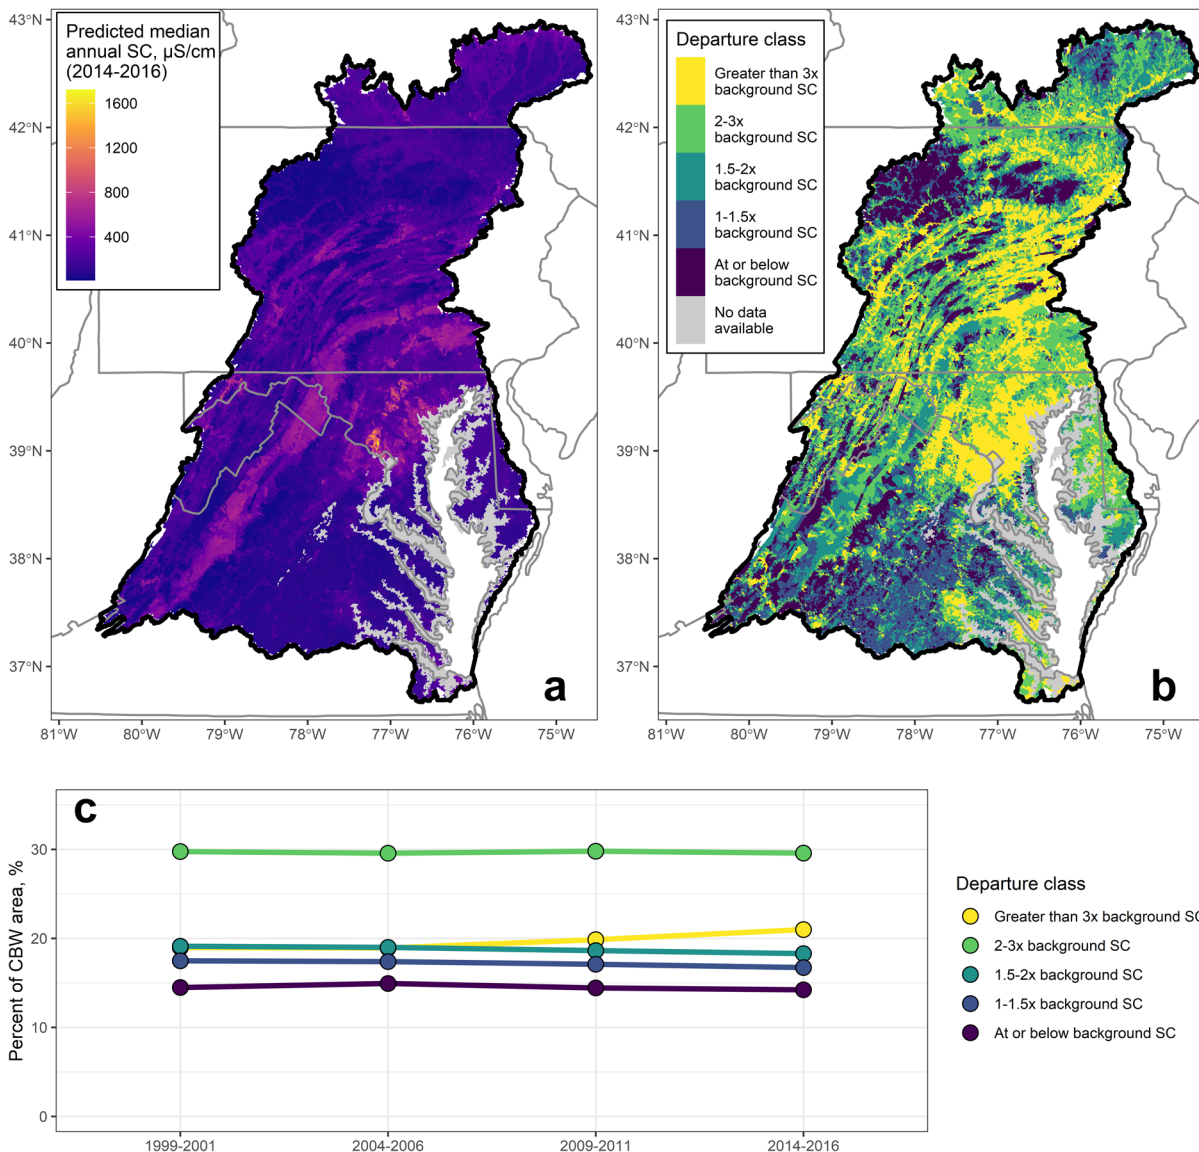 43°N
42°N
41°N
40°N
39°N
38°N
37°N
Predicted median
annual SC, µS/cm
(2014-2016)
1600
1200
800
400
a
81°W
80°W
79°W
78°W
77°W
76°W
75°W
43°N
42°N
41°N
40°N
39°N
38°N
37°N
Departure class
Greater than 3x
background SC
2-3x
background SC
1.5-2x
background SC
1-1.5x
background SC
At or below
background SC
No data
available
b
81°W
80°W
79°W
78°W
77°W
76°W
75°W
c
Percent of CBW area, %
30
20
10
0
1999-2001
2004-2006
2009-2011
2014-2016
Departure class
Greater than 3x background SC
2-3x background SC
1.5-2x background SC
1-1.5x background SC
At or below background SC